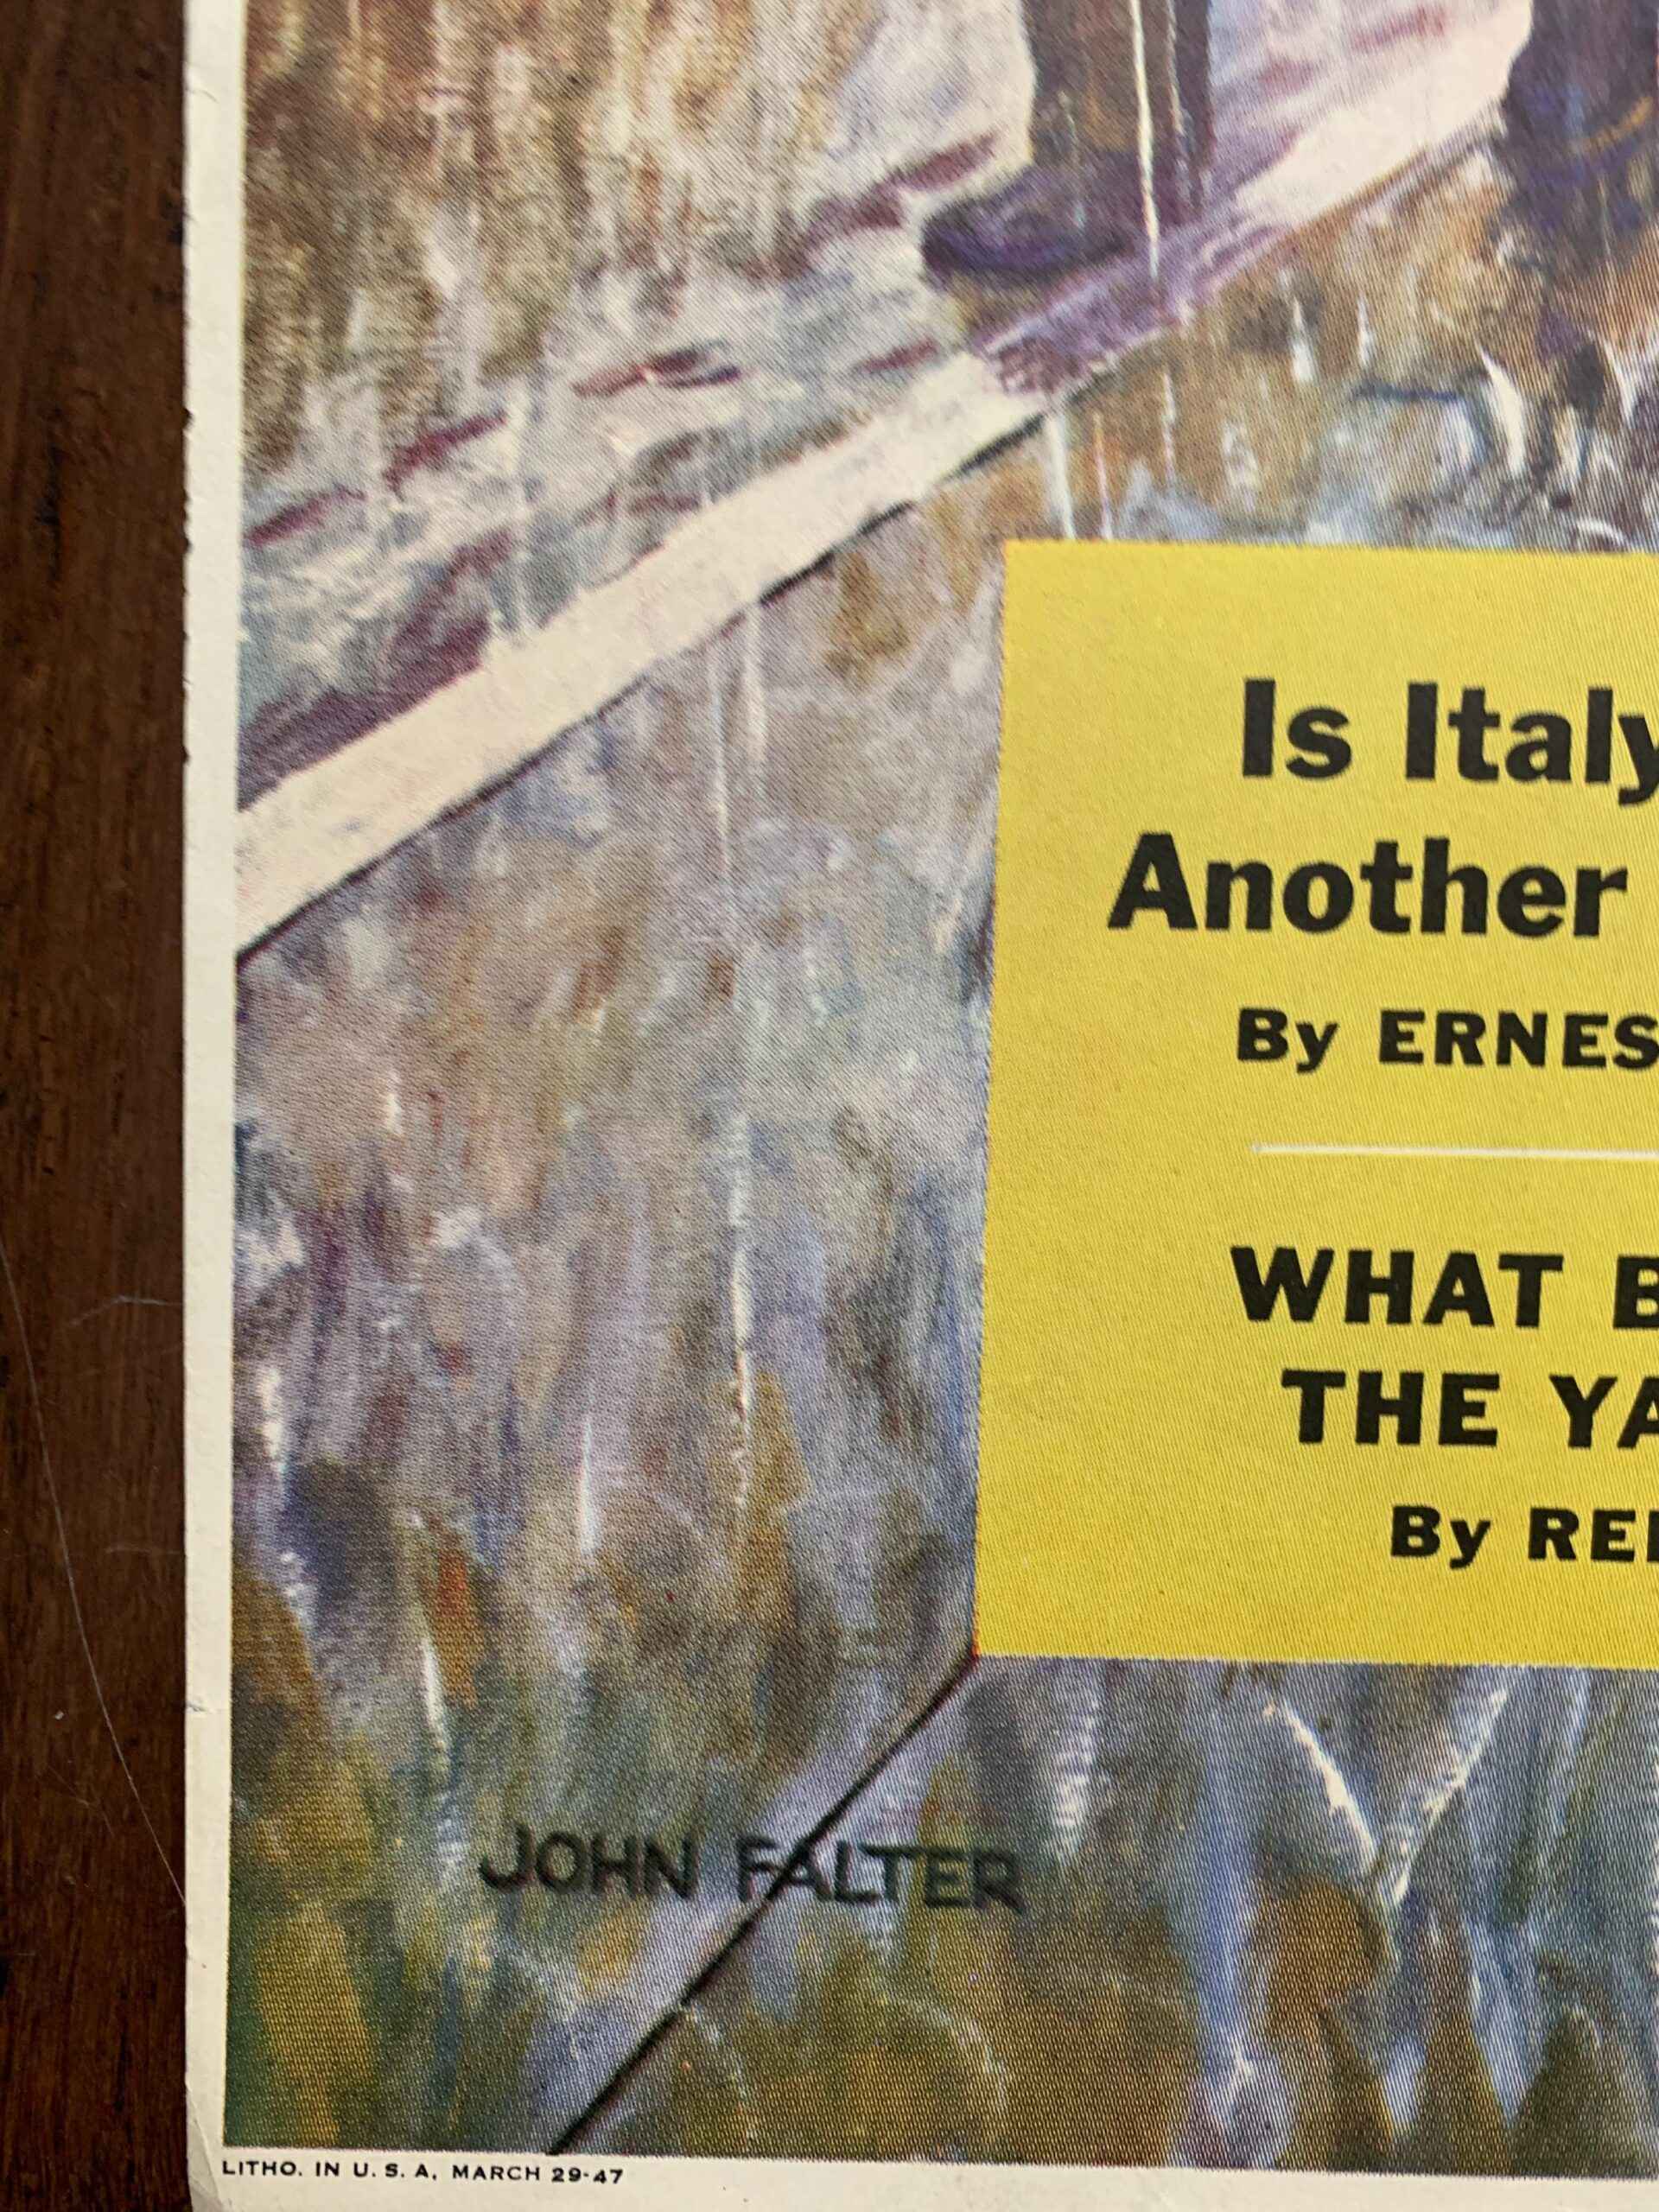 Is Italy
Another
By ERNES
WHAT B
THE YA
By RE
JOHN FALTER
LITHO. IN U. S. A. MARCH 29-47